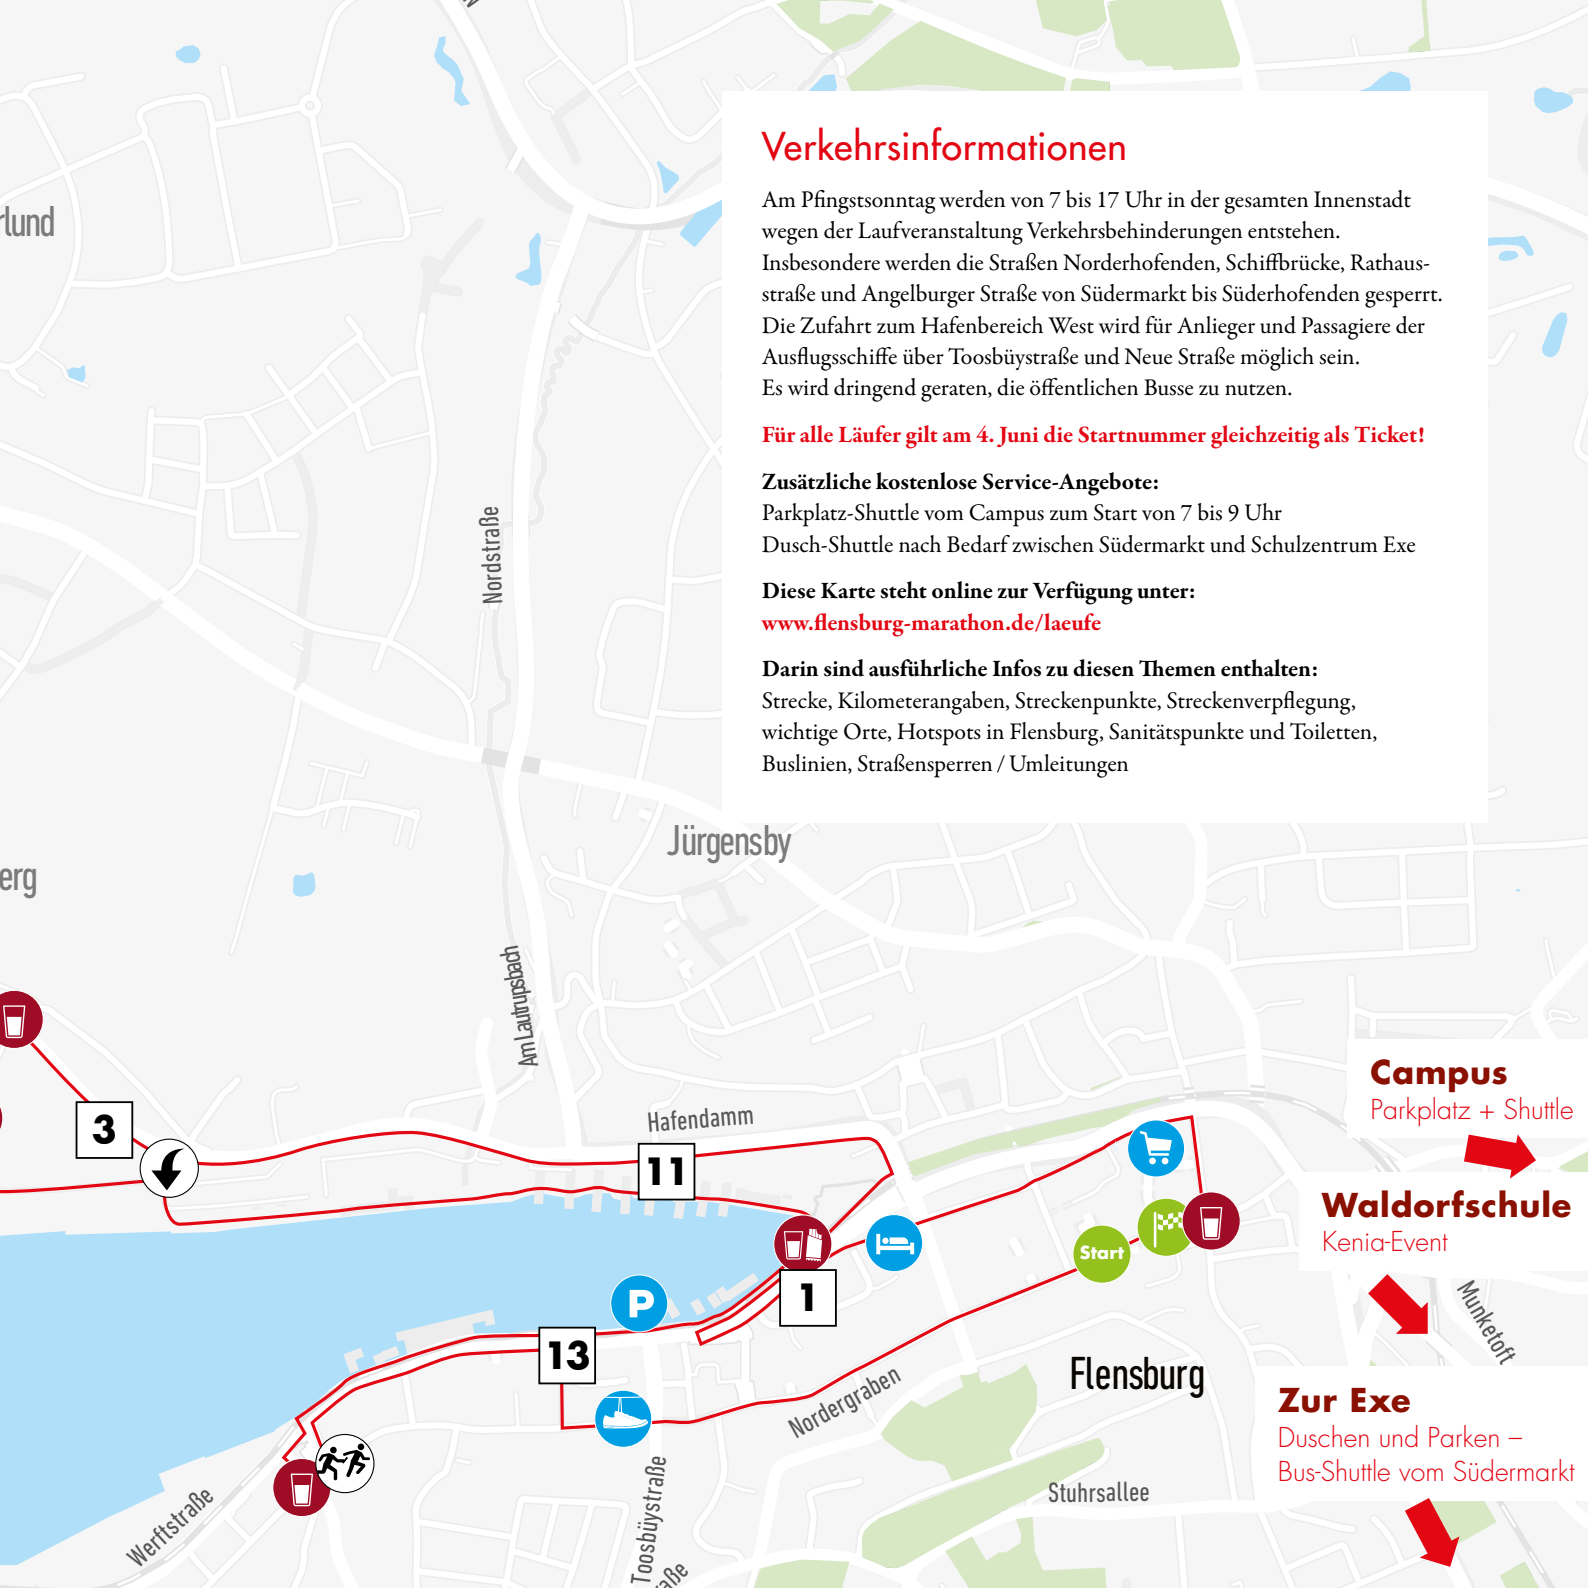 Verkehrsinformationen
Am Pfingstsonntag werden von 7 bis 17 Uhr in der gesamten Innenstadt
wegen der Laufveranstaltung Verkehrsbehinderungen entstehen.
Insbesondere werden die Straßen Norderhofenden, Schiffbrücke, Rathaus-
straße und Angelburger Straße von Südermarkt bis Süderhofenden gesperrt.
Die Zufahrt zum Hafenbereich West wird für Anlieger und Passagiere der
Ausflugsschiffe über Toosbüystraße und Neue Straße möglich sein.
Es wird dringend geraten, die öffentlichen Busse zu nutzen.
Für alle Läufer gilt am 4. Juni die Startnummer gleichzeitig als Ticket!
Zusätzliche kostenlose Service-Angebote:
Parkplatz-Shuttle vom Campus zum Start von 7 bis 9 Uhr
Dusch-Shuttle nach Bedarf zwischen Südermarkt und Schulzentrum Exe
Diese Karte steht online zur Verfügung unter:
www.flensburg-marathon.de/laeufe
Darin sind ausführliche Infos zu diesen Themen enthalten:
Strecke, Kilometerangaben, Streckenpunkte, Streckenverpflegung,
wichtige Orte, Hotspots in Flensburg, Sanitätspunkte und Toiletten,
Buslinien, Straßensperren / Umleitungen
rlund
Nordstraße
Jürgensby
erg
Am Lautrupsbach
Campus
Parkplatz + Shuttle
3
Hafendamm
11
Waldorfschule
Kenia-Event
Start
P
1
13
Munketoft
Flensburg
Nordergraben
Zur Exe
Duschen und Parken –
Bus-Shuttle vom Südermarkt
Stuhrsallee
Werftstraße
Toosbüystraße
aße